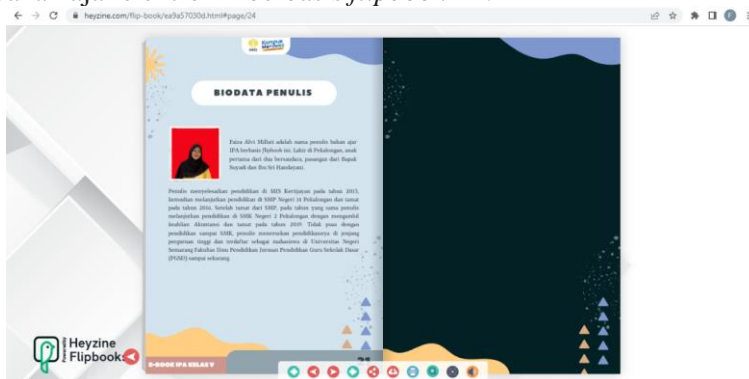 heyzine.com/flip-book/ea9a57030d.html#page/24
BIODATA PENULIS
Faiza Alvi Millati adalah nama penulis bahan ajar
IPA berbasis flipbook ini. Lahir di Pekalongan, anak
pertama dari dua bersaudara, pasangan dari Bapak
Suyadi dan Ibu Sri Handayani.
Penulis menyelesaikan pendidikan di SDN Kertijayan pada tahun 2013,
kemudian melanjutkan pendidikan di SMP Negeri 14 Pekalongan dan tamat
pada tahun 2016. Setelah tamat dari SMP, pada tahun yang sama penulis
melanjutkan pendidikan di SMK Negeri 2 Pekalongan dengan mengambil
keahlian Akuntansi dan tamat pada tahun 2019. Tidak puas dengan
pendidikan sampai SMK, penulis meneruskan pendidikannya di jenjang
perguruan tinggi dan terdaftar sebagai mahasiswa di Universitas Negeri
Semarang Fakultas Ilmu Pendidikan Jurusan Pendidikan Guru Sekolah Dasar
(PGSD) sampai sekarang.
Heyzine
Flipbooks
E-BOOK IPA KELAS V